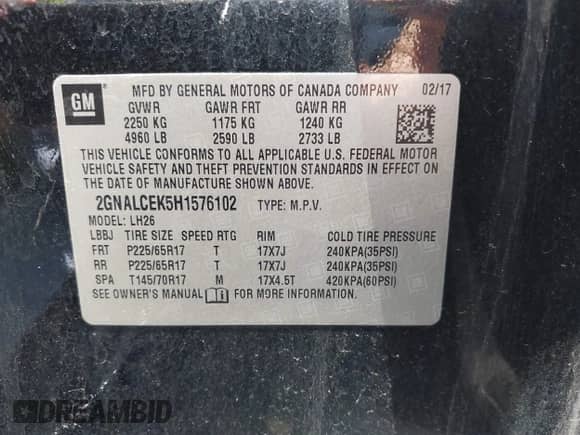 GM
MFD BY GENERAL MOTORS OF CANADA COMPANY 02/17
GVWR GAWR FRT GAWR RR
2250 KG 1175 KG 1240 KG
4960 LB 2590 LB 2733 LB
THIS VEHICLE CONFORMS TO ALL APPLICABLE U.S. FEDERAL MOTOR
VEHICLE SAFETY AND THEFT PREVENTION STANDARDS IN EFFECT ON
THE DATE OF MANUFACTURE SHOWN ABOVE.
2GNALCEK5H1576102 TYPE: M.P.V.
MODEL: LH26
LBBJ TIRE SIZE SPEED RTG RIM COLD TIRE PRESSURE
FRT P225/65R17 T 17X7J 240KPA(35PSI)
RR P225/65R17 T 17X7J 240KPA(35PSI)
SPA T145/70R17 M 17X4.5T 420KPA(60PSI)
SEE OWNER'S MANUAL FOR MORE INFORMATION
DREAMBID